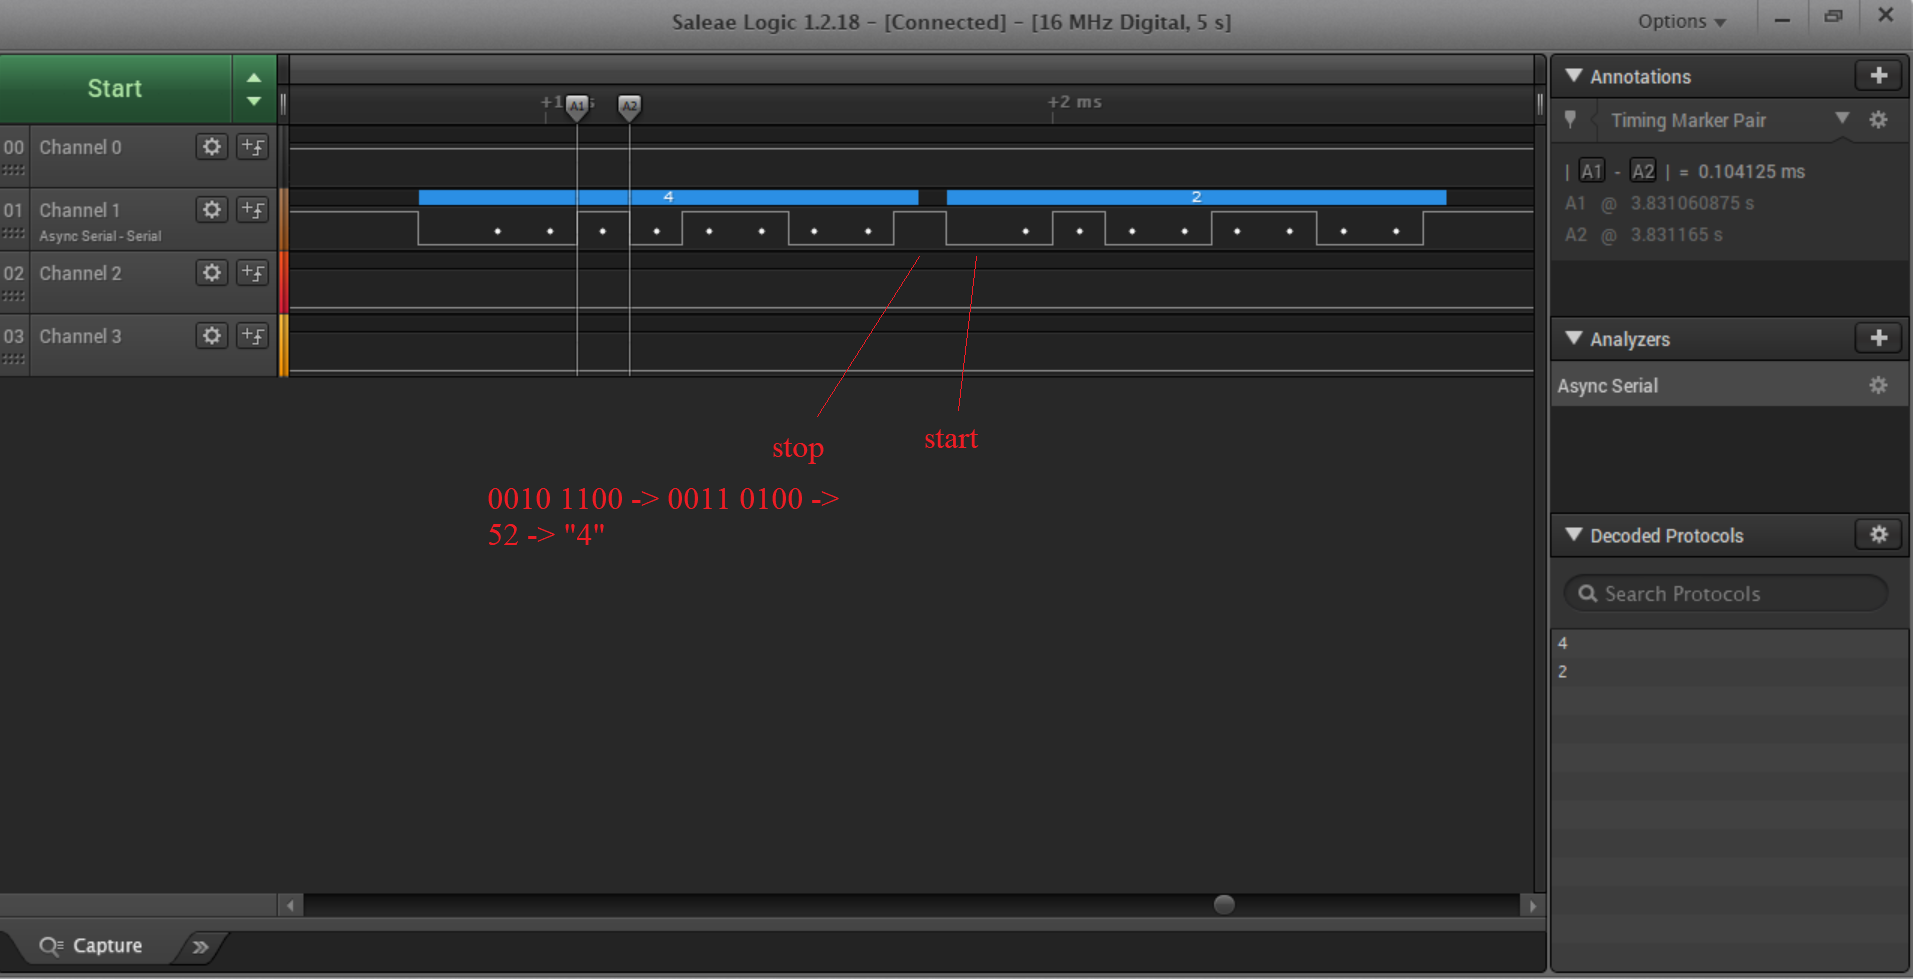 Saleae Logic 1.2.18 - [Connected] - [16 MHz Digital, 5 s]
Options
Start
+1
A1
s
A2
+2 ms
00
Channel 0
01
Channel 1
Async Serial - Serial
4
2
02
Channel 2
03
Channel 3
stop
start
0010 1100 -> 0011 0100 ->
52 -> "4"
Annotations
Timing Marker Pair
| A1 - A2 | = 0.104125 ms
A1 @ 3.831060875 s
A2 @ 3.831165 s
Analyzers
Async Serial
Decoded Protocols
Search Protocols
4
2
Capture